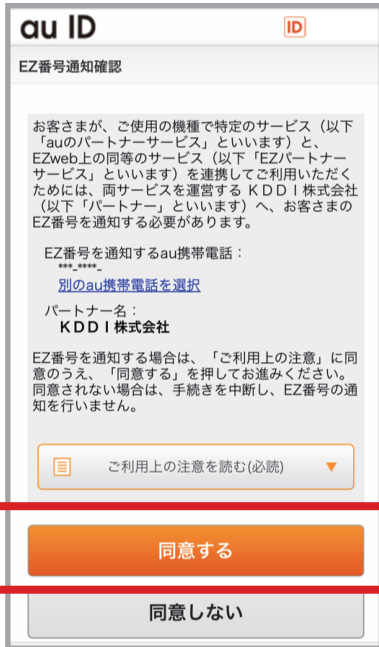 au ID
ID
EZ番号通知確認
お客さまが、ご使用の機種で特定のサービス（以下
「auのパートナーサービス」といいます）と、
EZweb上の同等のサービス（以下「EZパートナー
サービス」といいます）を連携してご利用いただく
ためには、両サービスを運営する ＫＤＤＩ株式会社
（以下「パートナー」といいます）へ、お客さまの
EZ番号を通知する必要があります。
EZ番号を通知するau携帯電話：
***-****-
別のau携帯電話を選択
パートナー名：
ＫＤＤＩ株式会社
EZ番号を通知する場合は、「ご利用上の注意」に同
意のうえ、「同意する」を押してお進みください。
同意されない場合は、手続きを中断し、EZ番号の通
知を行いません。
ご利用上の注意を読む(必読)
同意する
同意しない